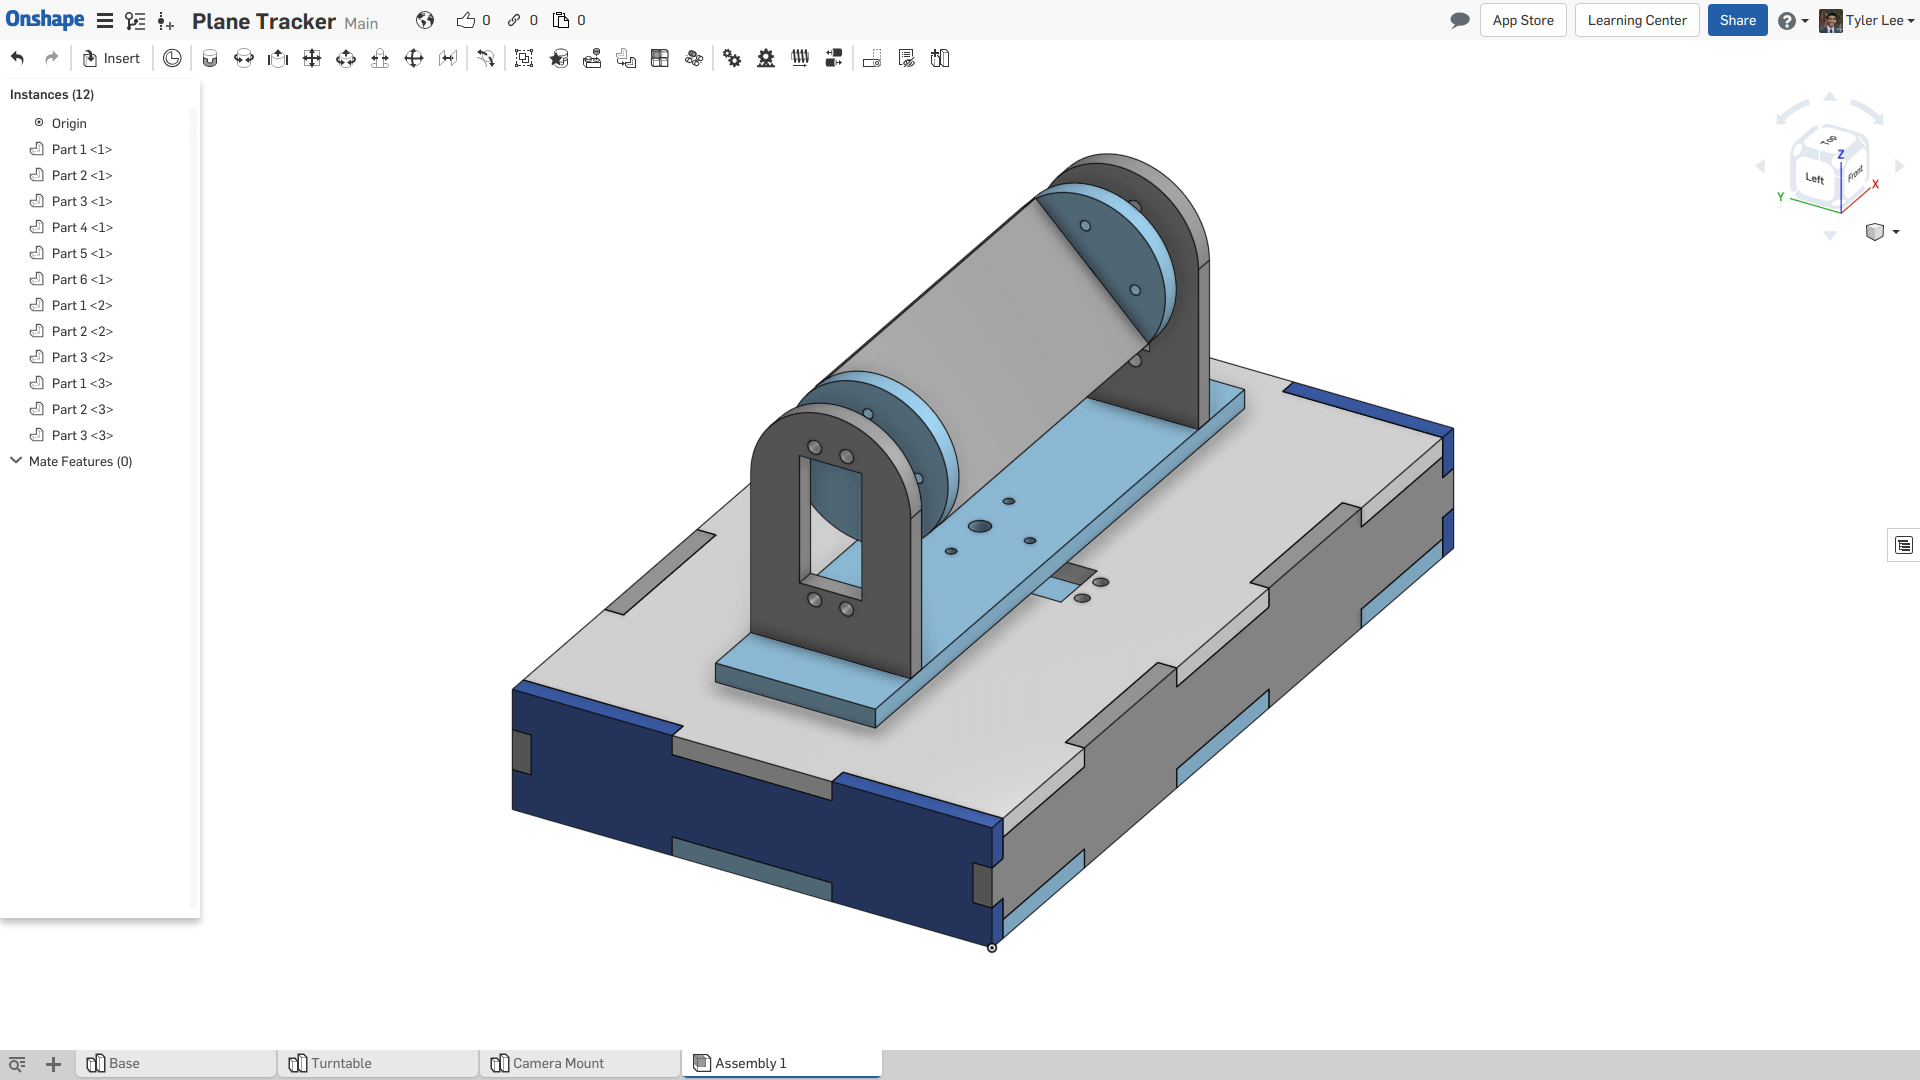 Onshape Plane Tracker Main 0 0 0 App Store Learning Center Share Tyler Lee
Insert
Instances (12)
Origin
Part 1 <1>
Part 2 <1>
Part 3 <1>
Part 4 <1>
Part 5 <1>
Part 6 <1>
Part 1 <2>
Part 2 <2>
Part 3 <2>
Part 1 <3>
Part 2 <3>
Part 3 <3>
Mate Features (0)
Top
Z
Left Front X
Y
Base Turntable Camera Mount Assembly 1